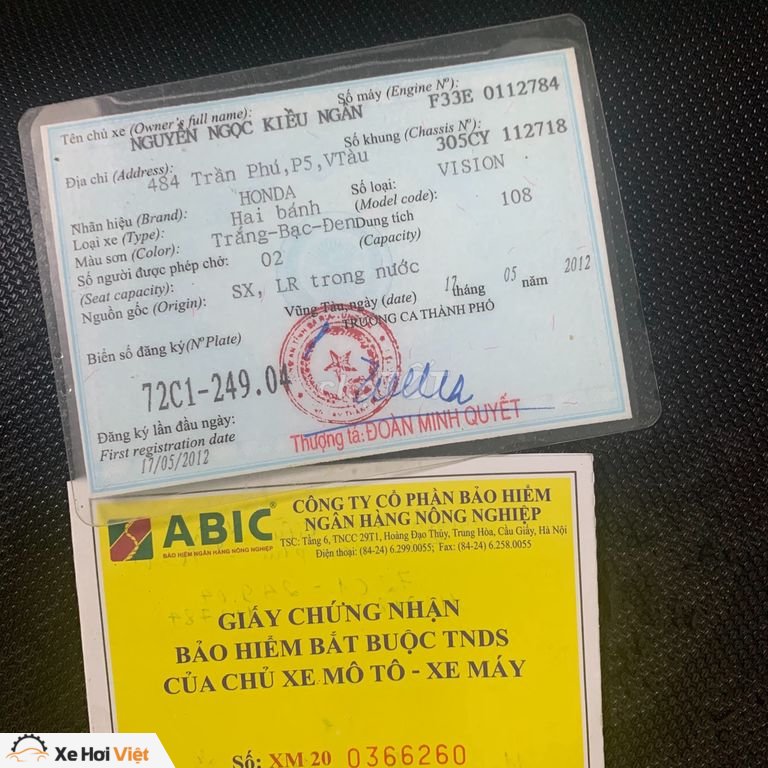 Tên chủ xe (Owner's full name):
NGUYỄN NGỌC KIỀU NGÂN
Số máy (Engine Nº): F33E 0112784
Địa chỉ (Address): 484 Trần Phú,P5,VTàu
Số khung (Chassis Nº): 305CY 112718
Nhãn hiệu (Brand): HONDA
Số loại: VISION
(Model code):
Loại xe (Type): Hai bánh
Màu sơn (Color): Trắng-Bạc-Đen
Dung tích 108
(Capacity)
Số người được phép chở: 02
(Seat capacity):
Nguồn gốc (Origin): SX, LR trong nước
Vũng Tàu,ngày (date) 17 tháng 05 năm 2012
TRƯỞNG CA THÀNH PHỐ
Biển số đăng ký(Nº Plate)
72C1-249.04
Đăng ký lần đầu ngày:
First registration date
17/05/2012
Thượng tá: ĐOÀN MINH QUYẾT
ABIC®
BẢO HIỂM NGÂN HÀNG NÔNG NGHIỆP
CÔNG TY CỔ PHẦN BẢO HIỂM
NGÂN HÀNG NÔNG NGHIỆP
TSC: Tầng 6, TNCC 29T1, Hoàng Đạo Thúy, Trung Hòa, Cầu Giấy, Hà Nội
Điện thoại: (84-24) 6.299.0055; Fax: (84-24) 6.258.0055
GIẤY CHỨNG NHẬN
BẢO HIỂM BẮT BUỘC TNDS
CỦA CHỦ XE MÔ TÔ - XE MÁY
Số: XM 20 0366260
Xe Hơi Việt